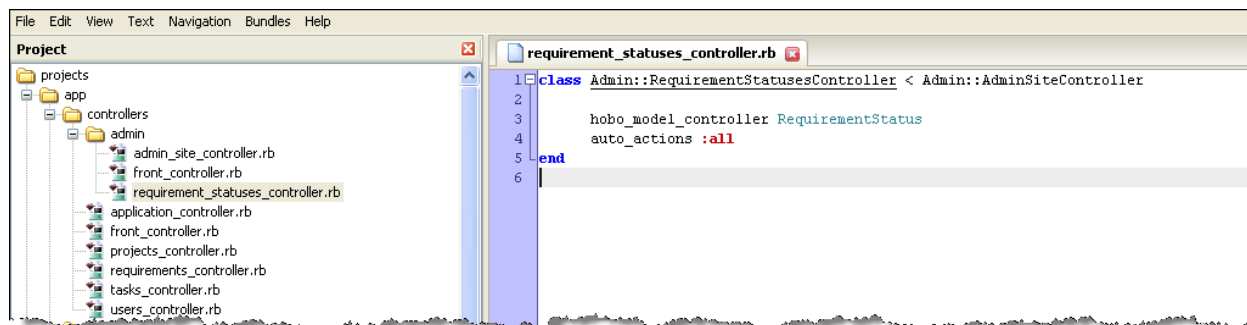 File Edit View Text Navigation Bundles Help
Project
projects
app
controllers
admin
admin_site_controller.rb
front_controller.rb
requirement_statuses_controller.rb
application_controller.rb
front_controller.rb
projects_controller.rb
requirements_controller.rb
tasks_controller.rb
users_controller.rb
requirement_statuses_controller.rb
1 class Admin::RequirementStatusesController < Admin::AdminSiteController
2
3 hobo_model_controller RequirementStatus
4 auto_actions :all
5 end
6